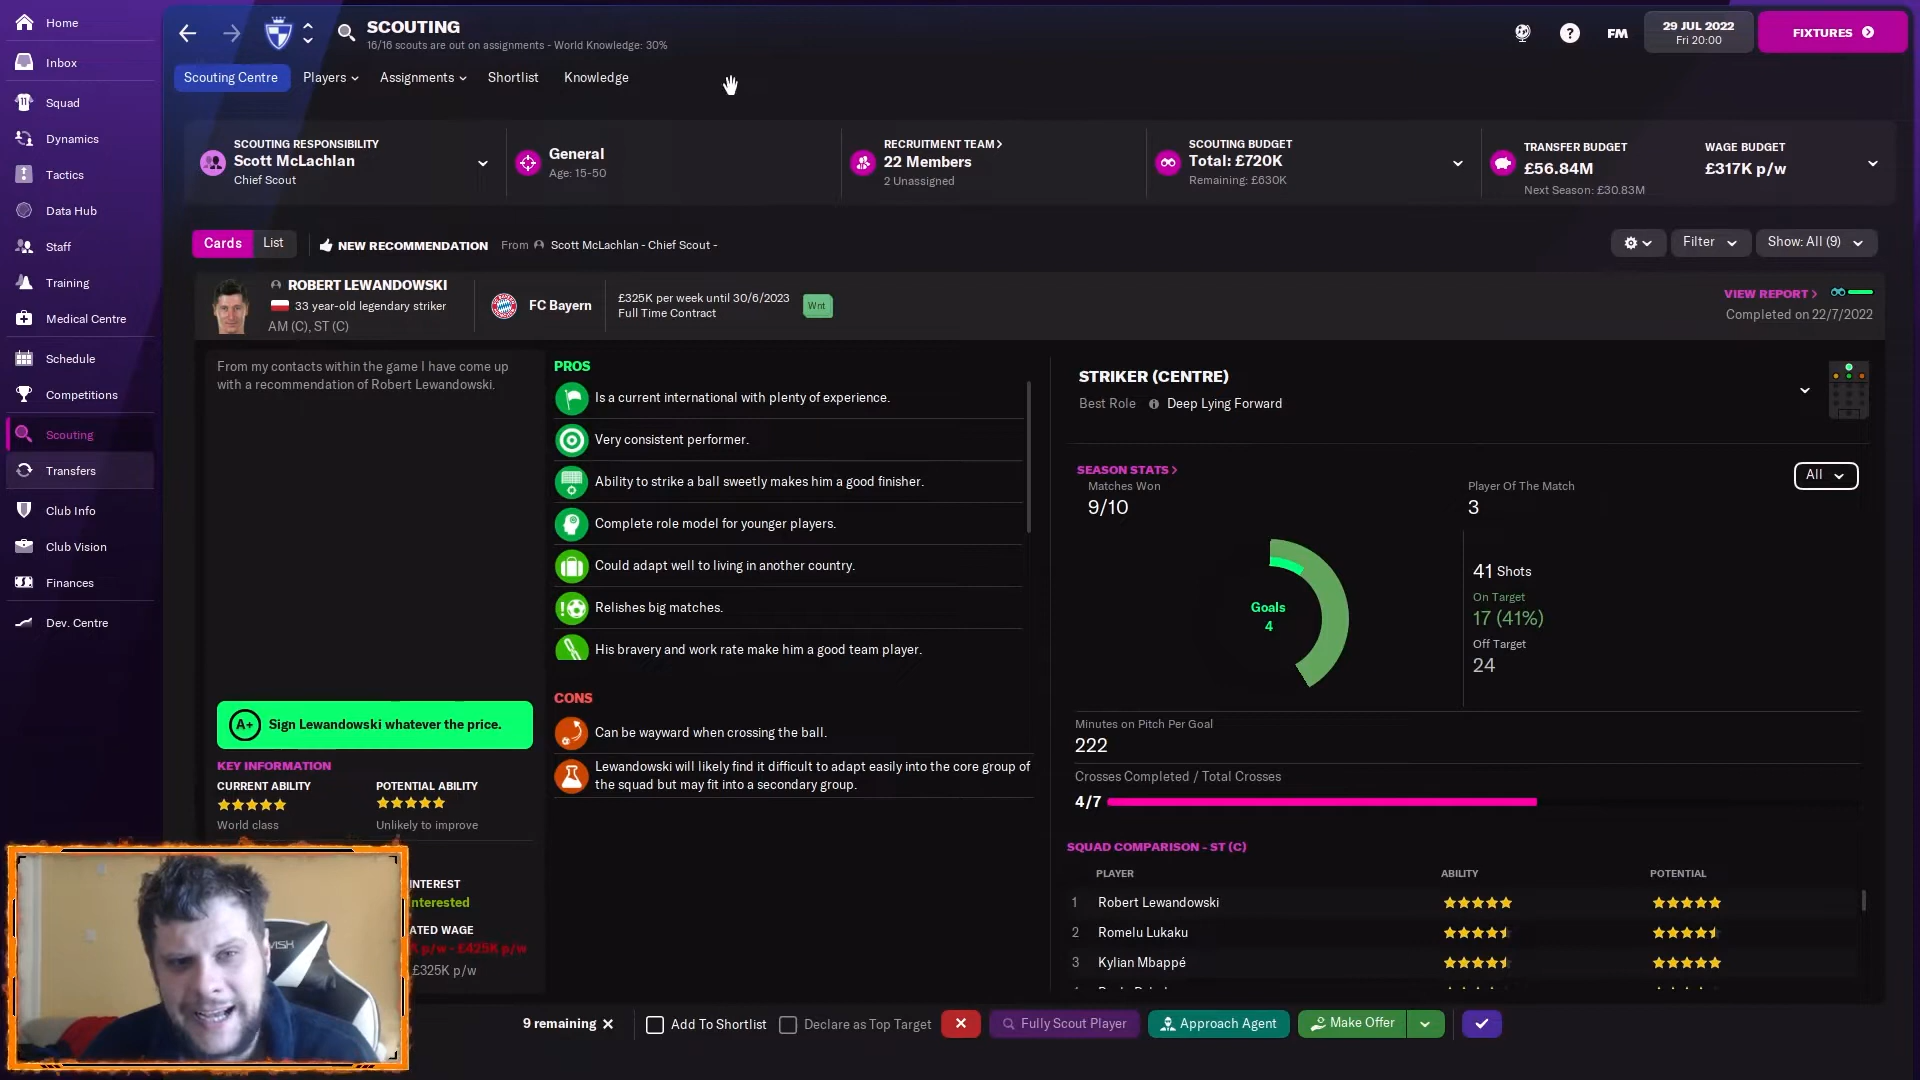 Home
Inbox
Squad
Dynamics
Tactics
Data Hub
Staff
Training
Medical Centre
Schedule
Competitions
Scouting
Transfers
Club Info
Club Vision
Finances
Dev. Centre
SCOUTING
16/16 scouts are out on assignments - World Knowledge: 30%
FM
29 JUL 2022
Fri 20:00
FIXTURES
Scouting Centre
Players
Assignments
Shortlist
Knowledge
SCOUTING RESPONSIBILITY
Scott McLachlan
Chief Scout
General
Age: 15-50
RECRUITMENT TEAM >
22 Members
2 Unassigned
SCOUTING BUDGET
Total: £720K
Remaining: £630K
TRANSFER BUDGET
£56.84M
Next Season: £30.83M
WAGE BUDGET
£317K p/w
Cards List
NEW RECOMMENDATION From Scott McLachlan - Chief Scout -
Filter
Show: All (9)
ROBERT LEWANDOWSKI
33 year-old legendary striker
AM (C), ST (C)
FC Bayern
£325K per week until 30/6/2023
Full Time Contract
Wnt
VIEW REPORT >
Completed on 22/7/2022
From my contacts within the game I have come up
with a recommendation of Robert Lewandowski.
A+ Sign Lewandowski whatever the price.
KEY INFORMATION
CURRENT ABILITY
World class
POTENTIAL ABILITY
Unlikely to improve
INTEREST
nterested
ATED WAGE
p/w - £425K p/w
£325K p/w
PROS
Is a current international with plenty of experience.
Very consistent performer.
Ability to strike a ball sweetly makes him a good finisher.
Complete role model for younger players.
Could adapt well to living in another country.
Relishes big matches.
His bravery and work rate make him a good team player.
CONS
Can be wayward when crossing the ball.
Lewandowski will likely find it difficult to adapt easily into the core group of
the squad but may fit into a secondary group.
STRIKER (CENTRE)
Best Role Deep Lying Forward
SEASON STATS >
All
Matches Won
9/10
Player Of The Match
3
Goals
4
41 Shots
On Target
17 (41%)
Off Target
24
Minutes on Pitch Per Goal
222
Crosses Completed / Total Crosses
4/7
SQUAD COMPARISON - ST (C)
PLAYER ABILITY POTENTIAL
1 Robert Lewandowski
2 Romelu Lukaku
3 Kylian Mbappé
9 remaining
Add To Shortlist
Declare as Top Target
Fully Scout Player
Approach Agent
Make Offer